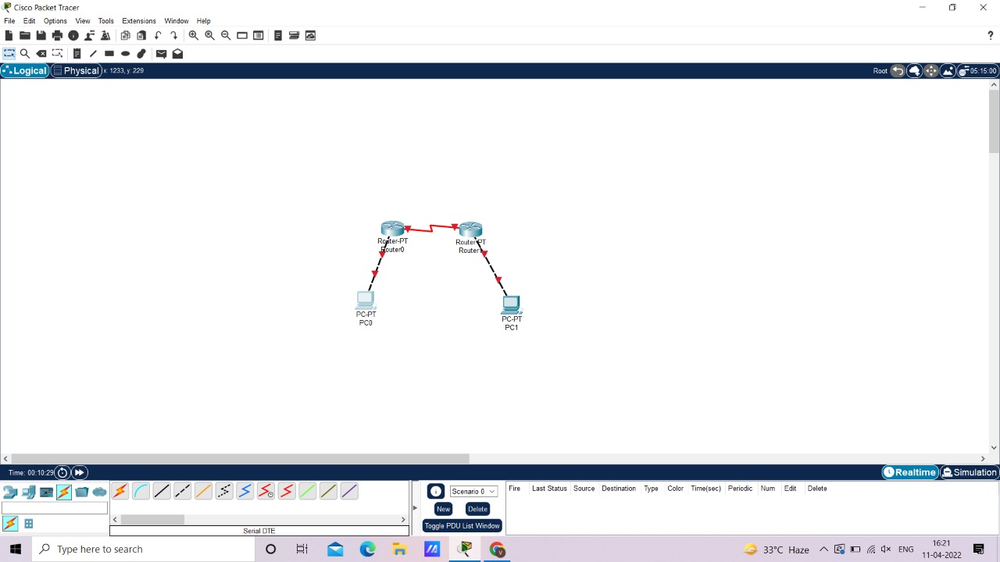 Cisco Packet Tracer
File Edit Options View Tools Extensions Window Help
?
Logical Physical x: 1233, y: 229 Root 05:15:00
Router-PT
Router0
Router-PT
Router1
PC-PT
PC0
PC-PT
PC1
Time: 00:10:29 Realtime Simulation
Scenario 0
New Delete
Toggle PDU List Window
Fire Last Status Source Destination Type Color Time(sec) Periodic Num Edit Delete
Serial DTE
Type here to search
33°C Haze ENG 16:21
11-04-2022